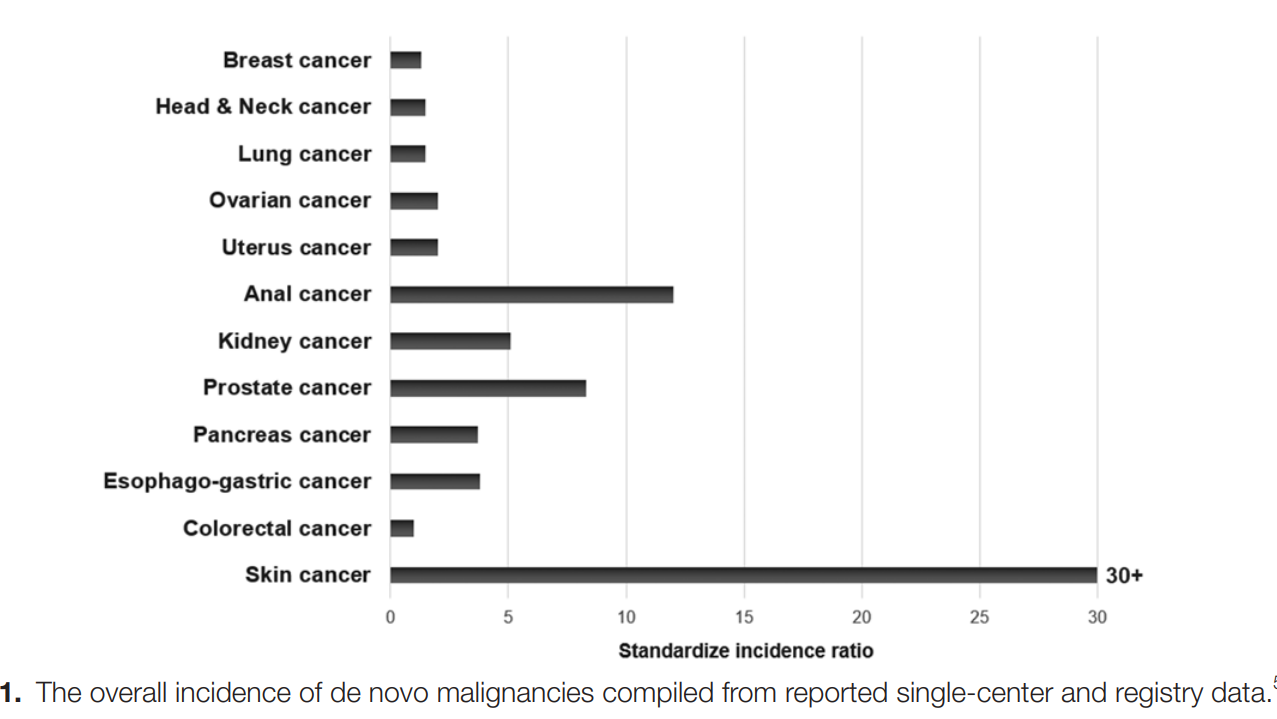 Breast cancer
Head & Neck cancer
Lung cancer
Ovarian cancer
Uterus cancer
Anal cancer
Kidney cancer
Prostate cancer
Pancreas cancer
Esophago-gastric cancer
Colorectal cancer
Skin cancer 30+
0 5 10 15 20 25 30
Standardize incidence ratio
1. The overall incidence of de novo malignancies compiled from reported single-center and registry data.